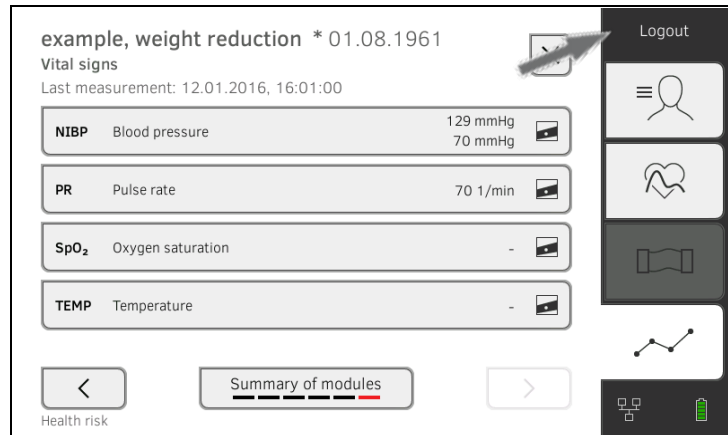 example, weight reduction * 01.08.1961
Logout
Vital signs
Last measurement: 12.01.2016, 16:01:00
NIBP Blood pressure 129 mmHg
70 mmHg
PR Pulse rate 70 1/min
SpO₂ Oxygen saturation -
TEMP Temperature -
Summary of modules
Health risk